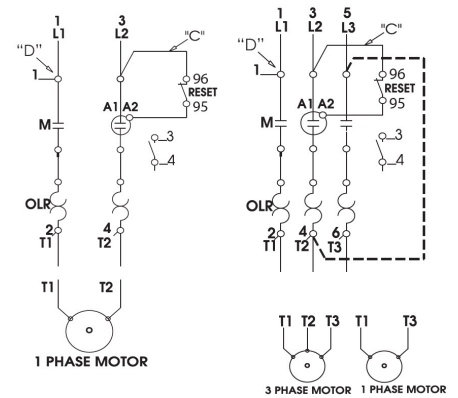 1 3 1 3 5
L1 L2 L1 L2 L3
"C" "C"
"D" "D"
1 96 1 96
RESET RESET
95 95
A1 A2 A1 A2
M M
3 3
4 4
OLR OLR
2 4 2 4 6
T1 T2 T1 T2 T3
T1 T2
T1 T2 T3 T1 T3
1 PHASE MOTOR
3 PHASE MOTOR 1 PHASE MOTOR